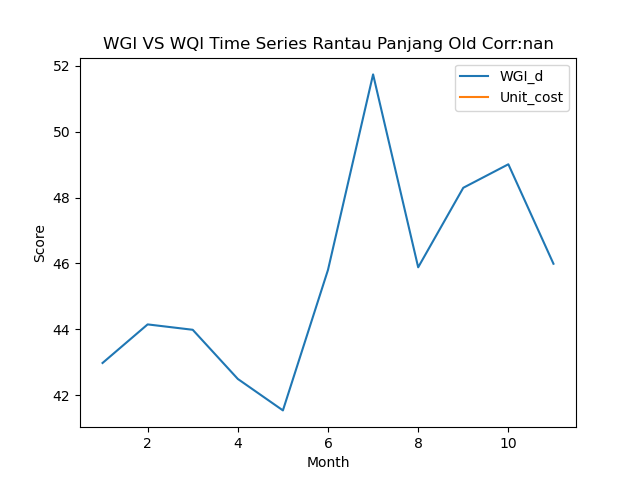 WGI VS WQI Time Series Rantau Panjang Old Corr:nan
WGI_d
Unit_cost
52
50
48
46
44
42
Score
2 4 6 8 10
Month